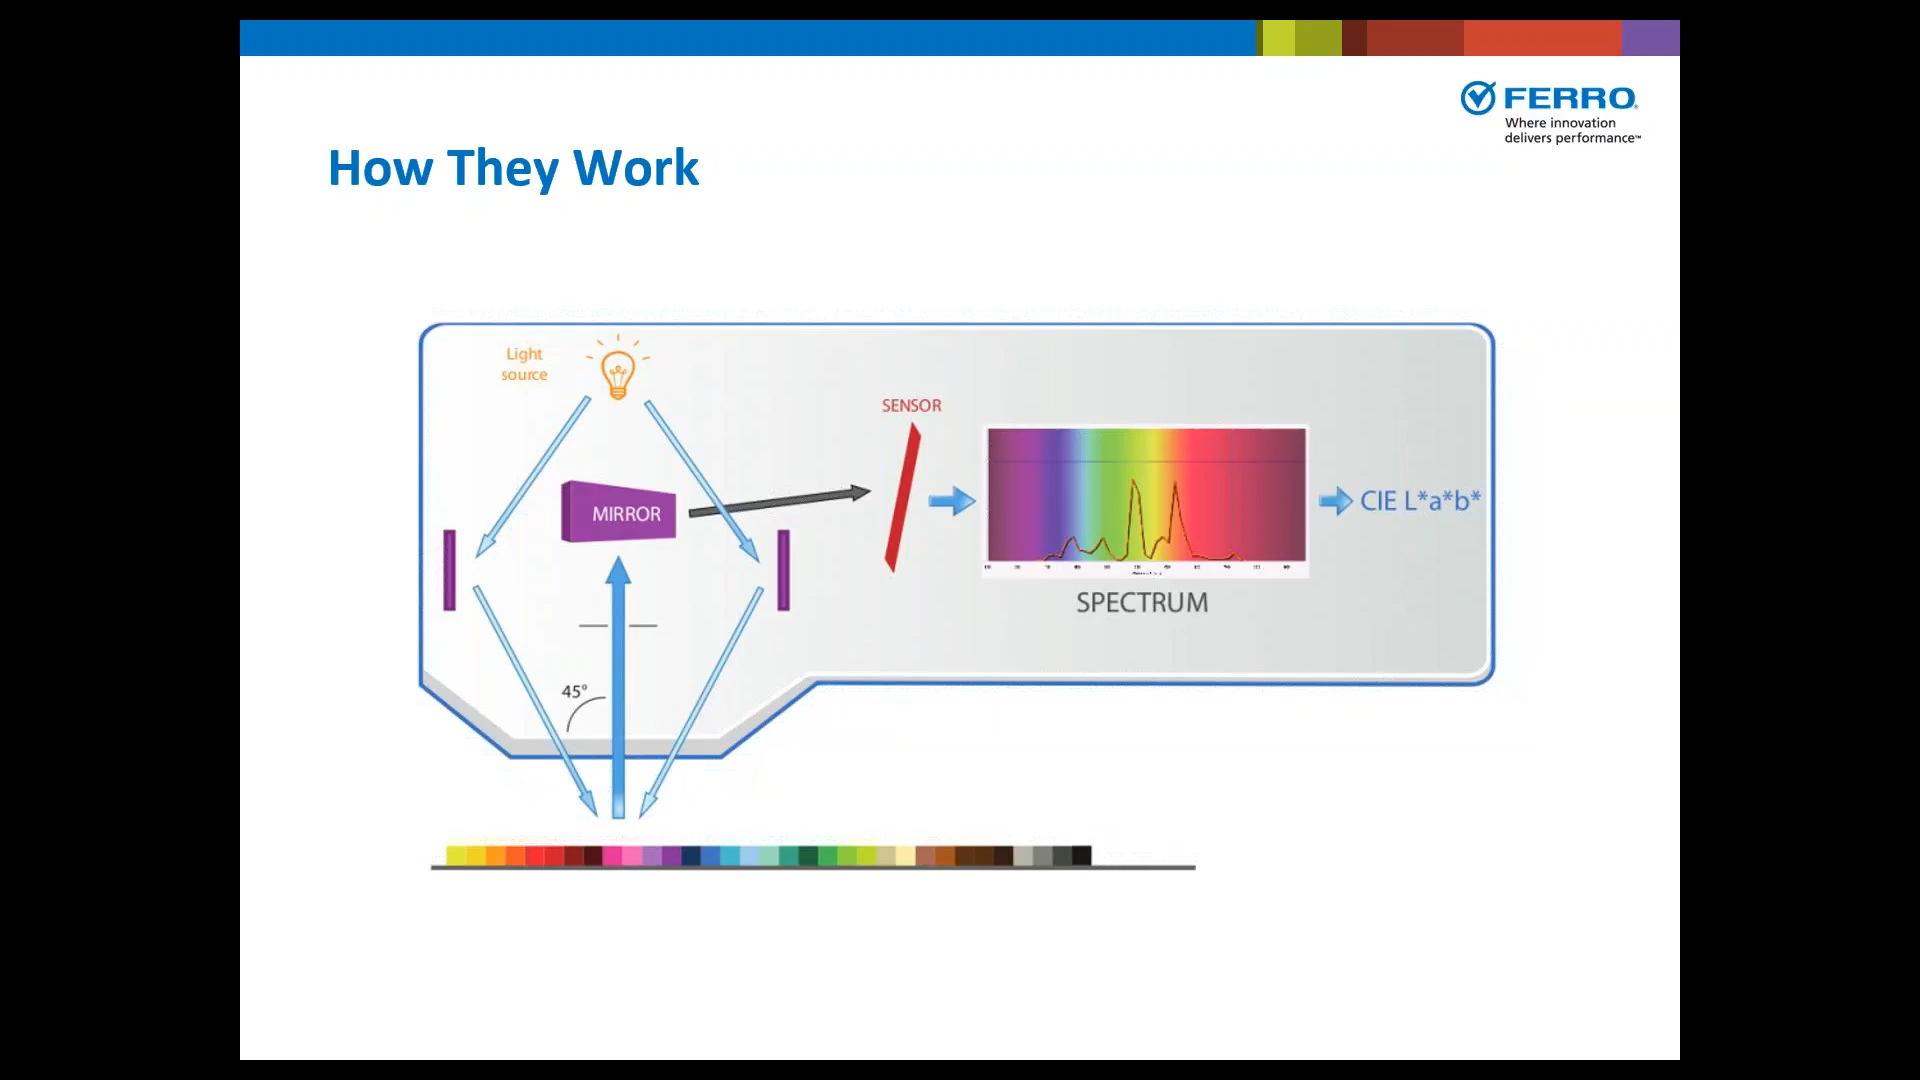 FERRO
Where innovation
delivers performance™
How They Work
Light
source
SENSOR
MIRROR
CIE L*a*b*
SPECTRUM
45°